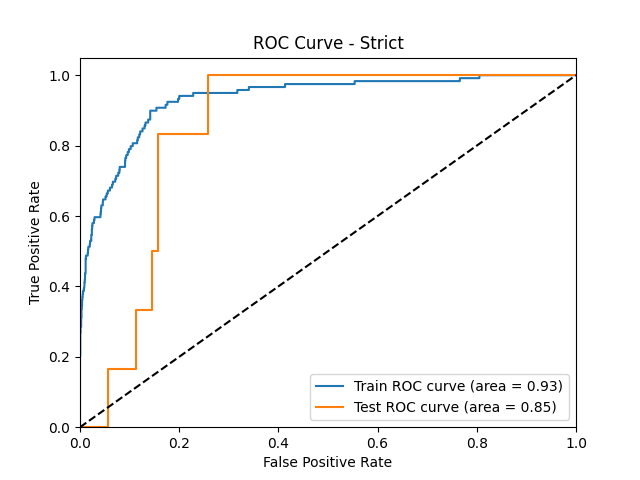 ROC Curve - Strict
True Positive Rate
1.0
0.8
0.6
0.4
0.2
0.0
0.0 0.2 0.4 0.6 0.8 1.0
False Positive Rate
Train ROC curve (area = 0.93)
Test ROC curve (area = 0.85)